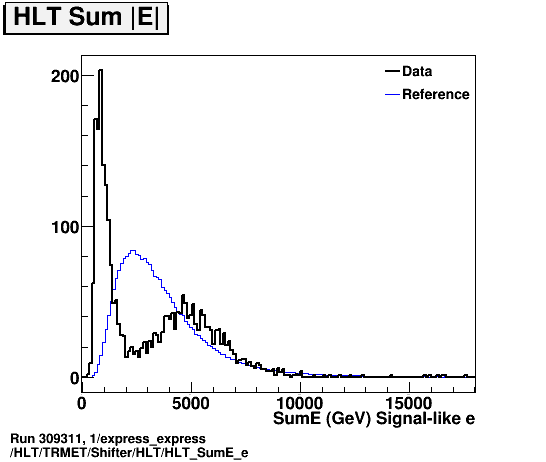 HLT Sum |E|
200
Data
Reference
100
0
0 5000 10000 15000
SumE (GeV) Signal-like e
Run 309311, 1/express_express
/HLT/TRMET/Shifter/HLT/HLT_SumE_e